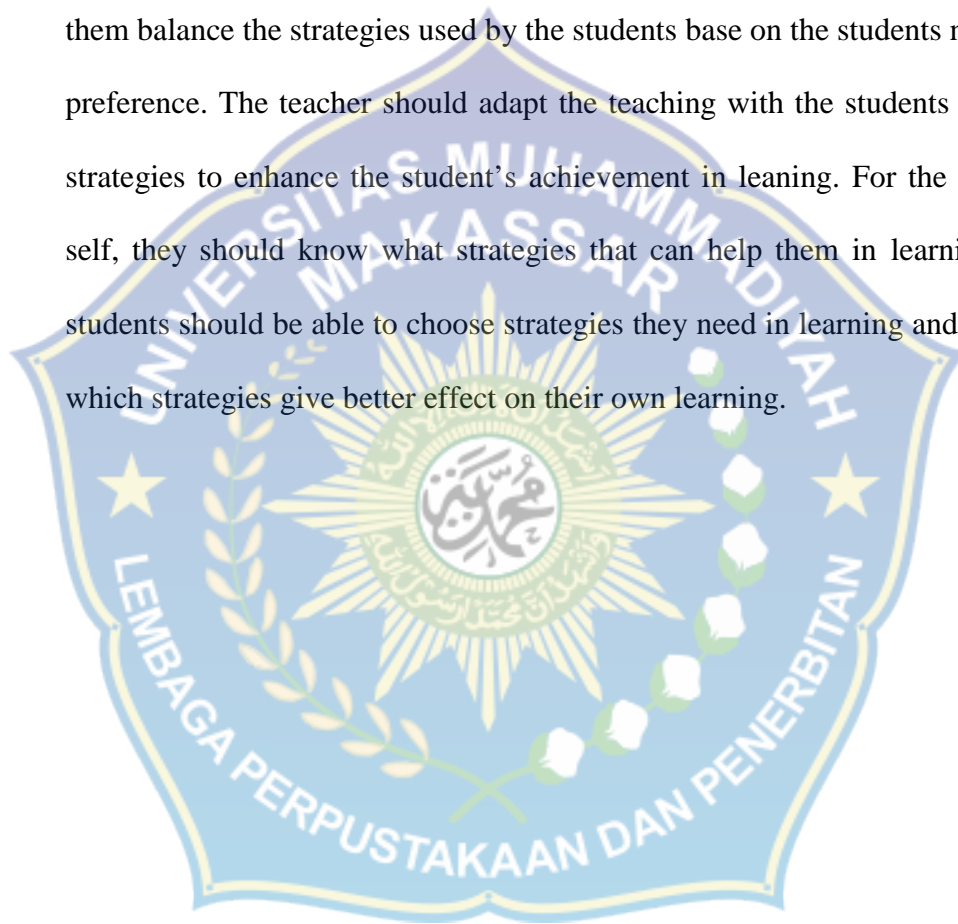 them balance the strategies used by the students base on the students
preference. The teacher should adapt the teaching with the students
strategies to enhance the student’s achievement in leaning. For the
self, they should know what strategies that can help them in
students should be able to choose strategies they need in learning and
which strategies give better effect on their own learning.
UNIVERSITAS MUHAMMADIYAH
MAKASSAR
محمدية
LEMBAGA PERPUSTAKAAN DAN PENERBITAN